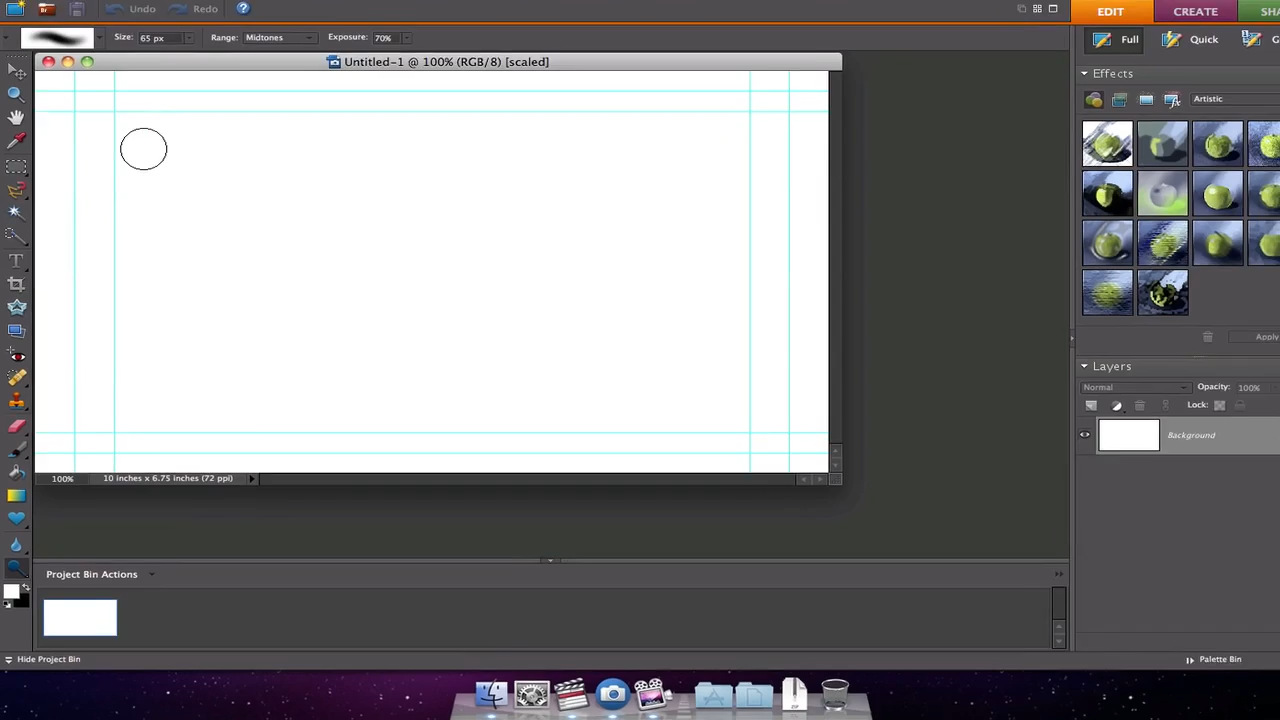 Undo
Redo
EDIT
CREATE
SHA
Size: 65 px
Range: Midtones
Exposure: 70%
Full
Quick
G
Untitled-1 @ 100% (RGB/8) [scaled]
Effects
Artistic
Apply
Layers
Normal
Opacity: 100%
Lock:
Background
100%
10 inches x 6.75 inches (72 ppi)
Project Bin Actions
Hide Project Bin
Palette Bin
ZIP